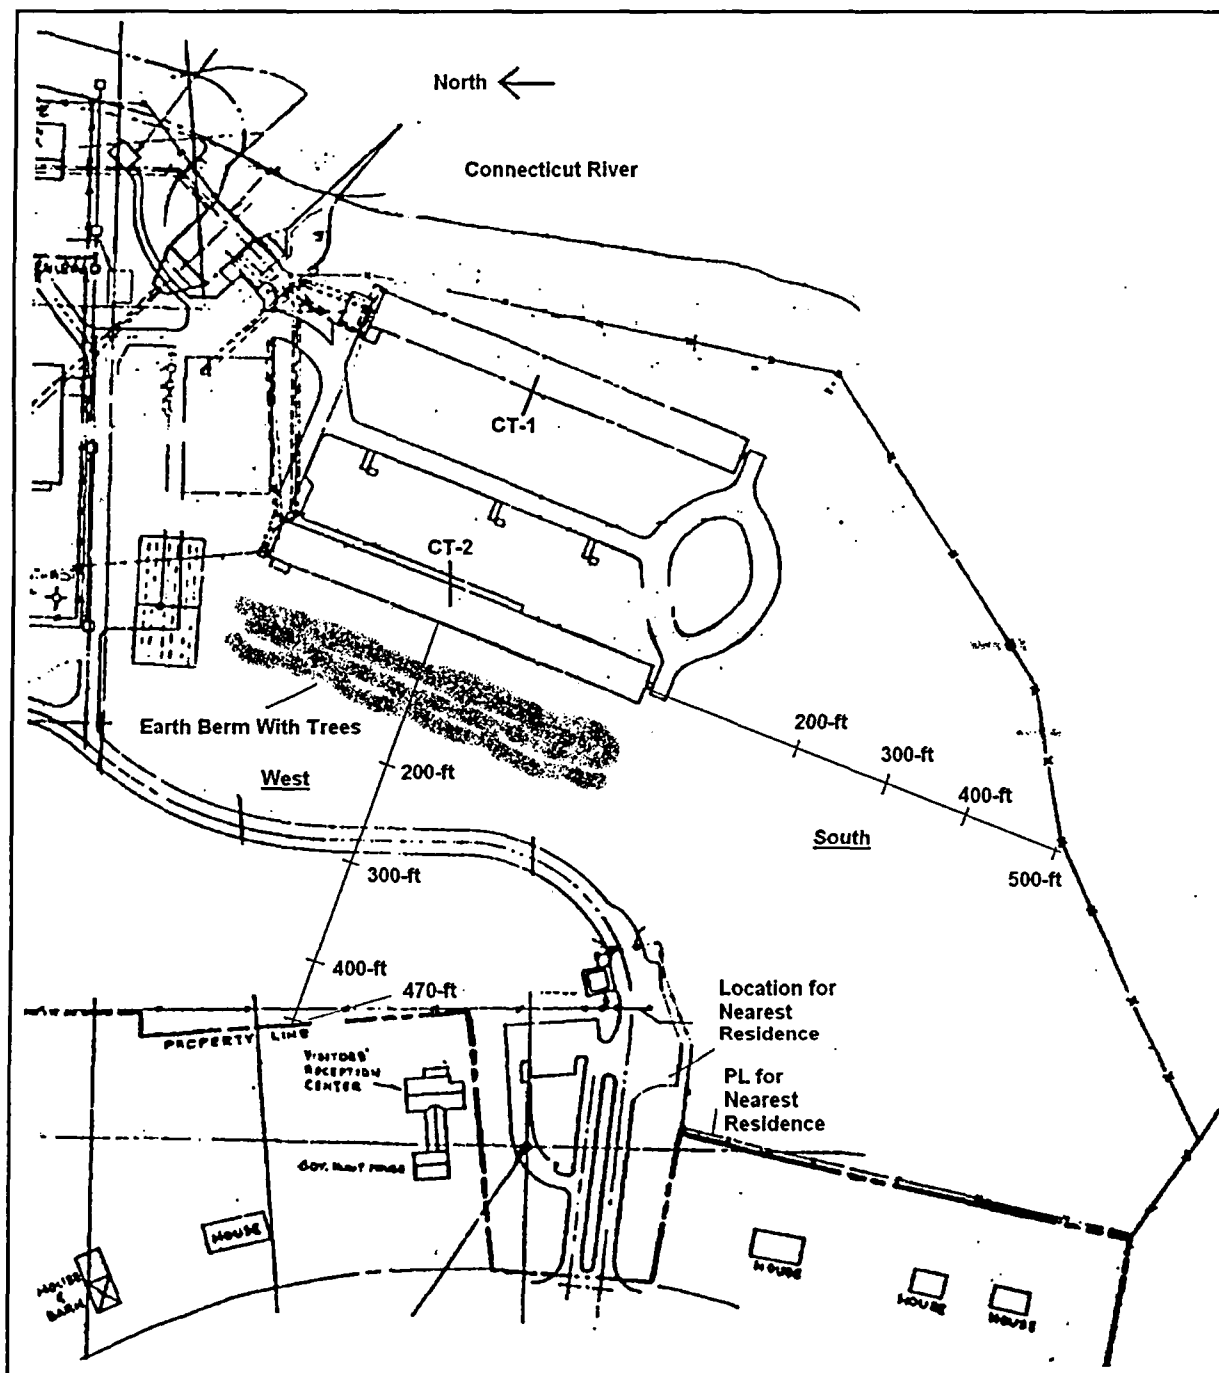 North
Connecticut River
CT-1
CT-2
Earth Berm With Trees
West
200-ft
200-ft
300-ft
400-ft
South
500-ft
300-ft
400-ft
470-ft
Location for
Nearest
Residence
PROPERTY LINE
VISITORS'
RECEPTION
CENTER
PL for
Nearest
Residence
HOUSE
HOUSE
HOUSE
&
BARN
HOUSE
HOUSE